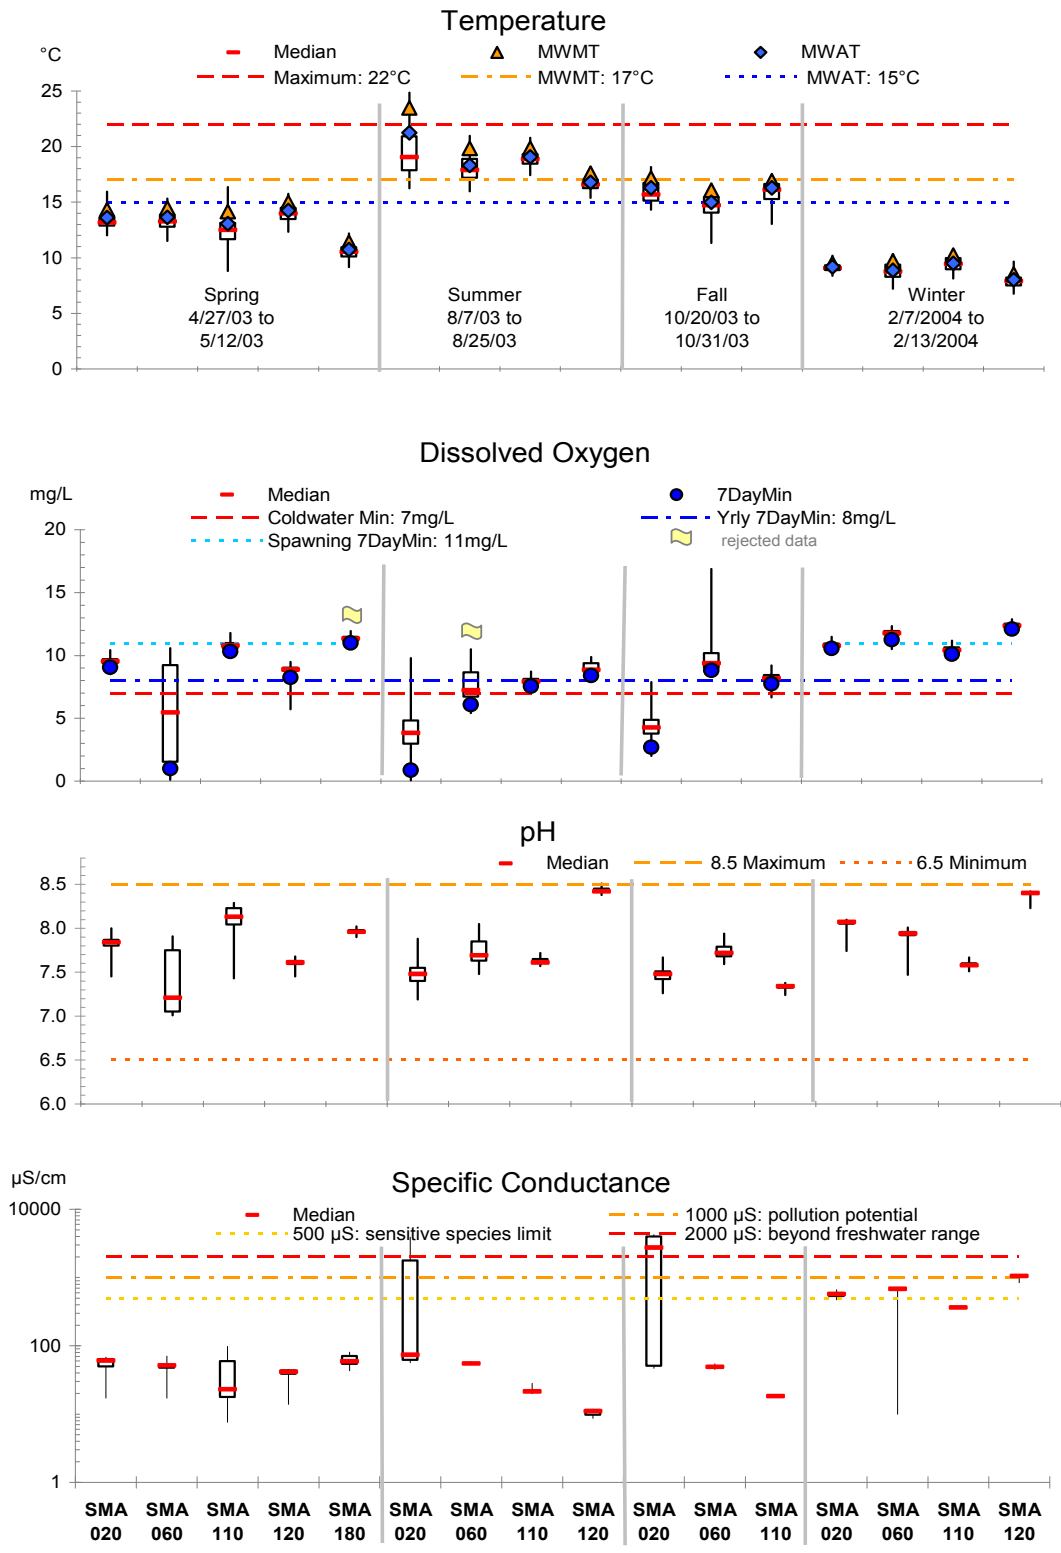 Temperature
°C
Median MWMT MWAT
Maximum: 22°C MWMT: 17°C MWAT: 15°C
25
20
15
10
5
0
Spring Summer Fall Winter
4/27/03 to 8/7/03 to 10/20/03 to 2/7/2004 to
5/12/03 8/25/03 10/31/03 2/13/2004
Dissolved Oxygen
mg/L
Median 7DayMin
Coldwater Min: 7mg/L Yrly 7DayMin: 8mg/L
Spawning 7DayMin: 11mg/L rejected data
20
15
10
5
0
pH
Median 8.5 Maximum 6.5 Minimum
8.5
8.0
7.5
7.0
6.5
6.0
µS/cm
Specific Conductance
Median 1000 µS: pollution potential
500 µS: sensitive species limit 2000 µS: beyond freshwater range
10000
100
1
SMA SMA SMA SMA SMA SMA SMA SMA SMA SMA SMA SMA SMA SMA SMA SMA
020 060 110 120 180 020 060 110 120 020 060 110 020 060 110 120